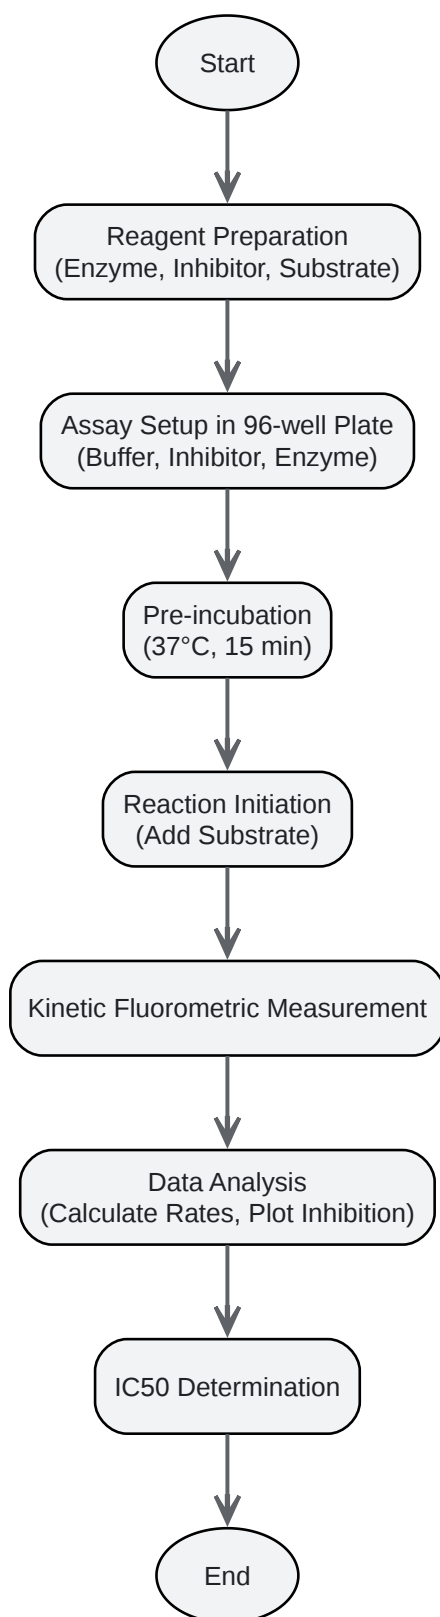 Start
Reagent Preparation
(Enzyme, Inhibitor, Substrate)
Assay Setup in 96-well Plate
(Buffer, Inhibitor, Enzyme)
Pre-incubation
(37°C, 15 min)
Reaction Initiation
(Add Substrate)
Kinetic Fluorometric Measurement
Data Analysis
(Calculate Rates, Plot Inhibition)
IC50 Determination
End